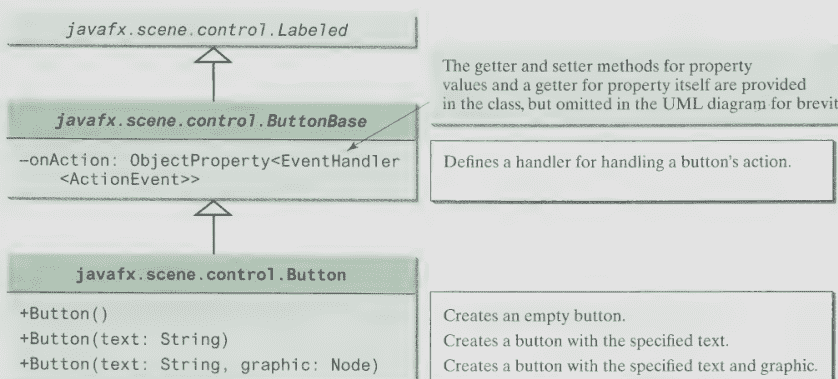 javafx.scene.control.Labeled
The getter and setter methods for property
values and a getter for property itself are provided
in the class, but omitted in the UML diagram for brevit
javafx.scene.control.ButtonBase
–onAction: ObjectProperty<EventHandler
<ActionEvent>>
Defines a handler for handling a button's action.
javafx.scene.control.Button
+Button()
Creates an empty button.
+Button(text: String)
Creates a button with the specified text.
+Button(text: String, graphic: Node)
Creates a button with the specified text and graphic.